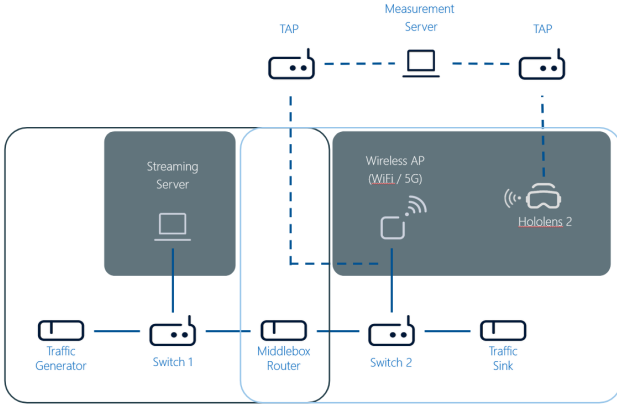 Measurement
Server
TAP
TAP
Streaming
Server
Wireless AP
(WiFi / 5G)
Hololens 2
Traffic
Generator
Switch 1
Middlebox
Router
Switch 2
Traffic
Sink